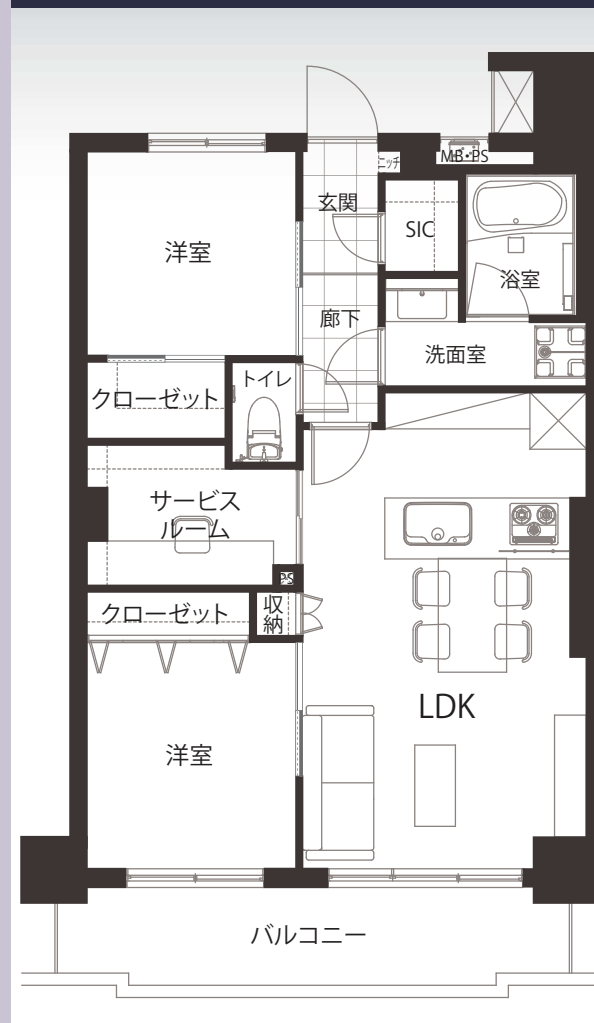 ニッチ
MB・PS
玄関
SIC
洋室
浴室
廊下
洗面室
トイレ
クローゼット
サービス
ルーム
PS
クローゼット
収
納
LDK
洋室
バルコニー